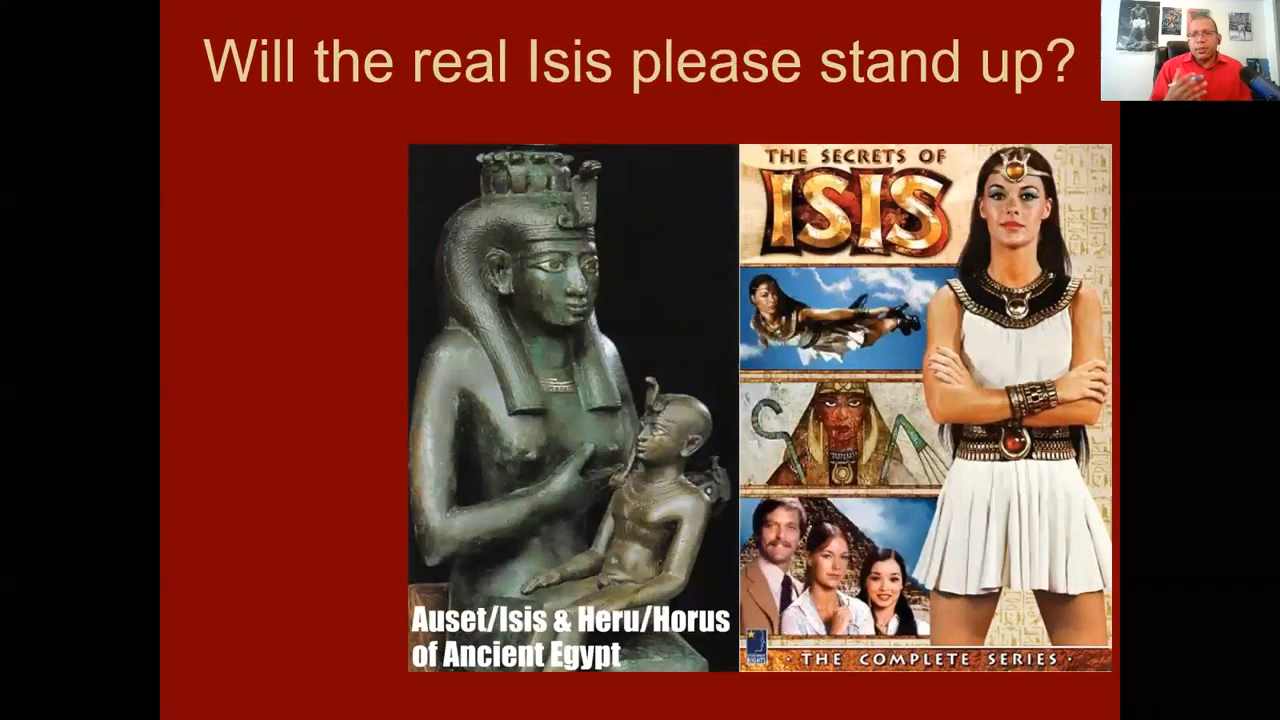 Will the real Isis please stand up?
Auset/Isis & Heru/Horus
of Ancient Egypt
THE SECRETS OF
ISIS
· THE COMPLETE SERIES ·